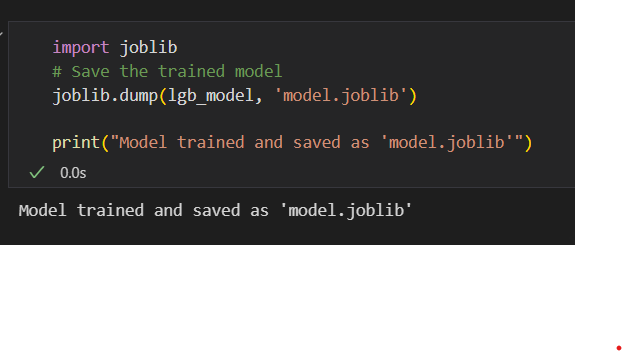 import joblib
# Save the trained model
joblib.dump(lgb_model, 'model.joblib')
print("Model trained and saved as 'model.joblib'")
0.0s
Model trained and saved as 'model.joblib'